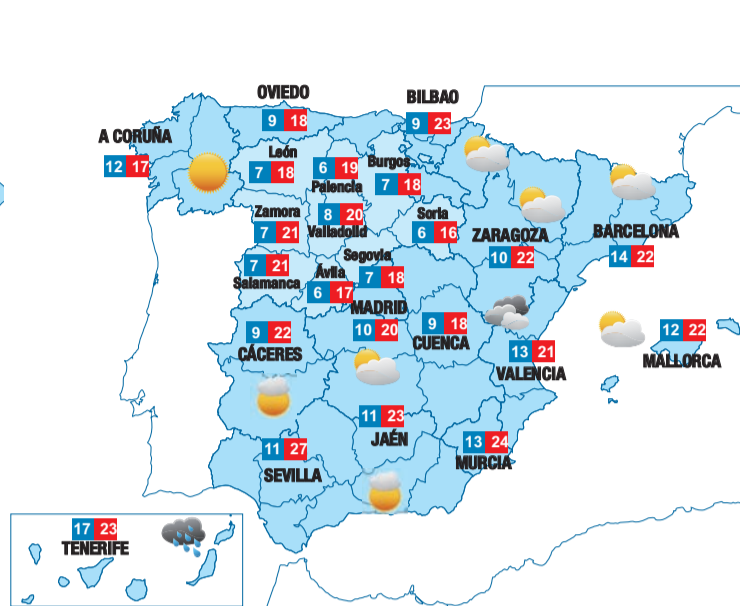 OVIEDO
9 18
BILBAO
9 23
A CORUÑA
12 17
León
7 18
6 19
Palencia
Burgos
7 18
Zamora
7 21
8 20
Valladolid
Soria
6 16
ZARAGOZA
10 22
BARCELONA
14 22
7 21
Salamanca
Ávila
6 17
Segovia
7 18
MADRID
10 20
9 18
CUENCA
9 22
CÁCERES
13 21
VALENCIA
12 22
MALLORCA
11 23
JAÉN
11 27
SEVILLA
13 24
MURCIA
17 23
TENERIFE